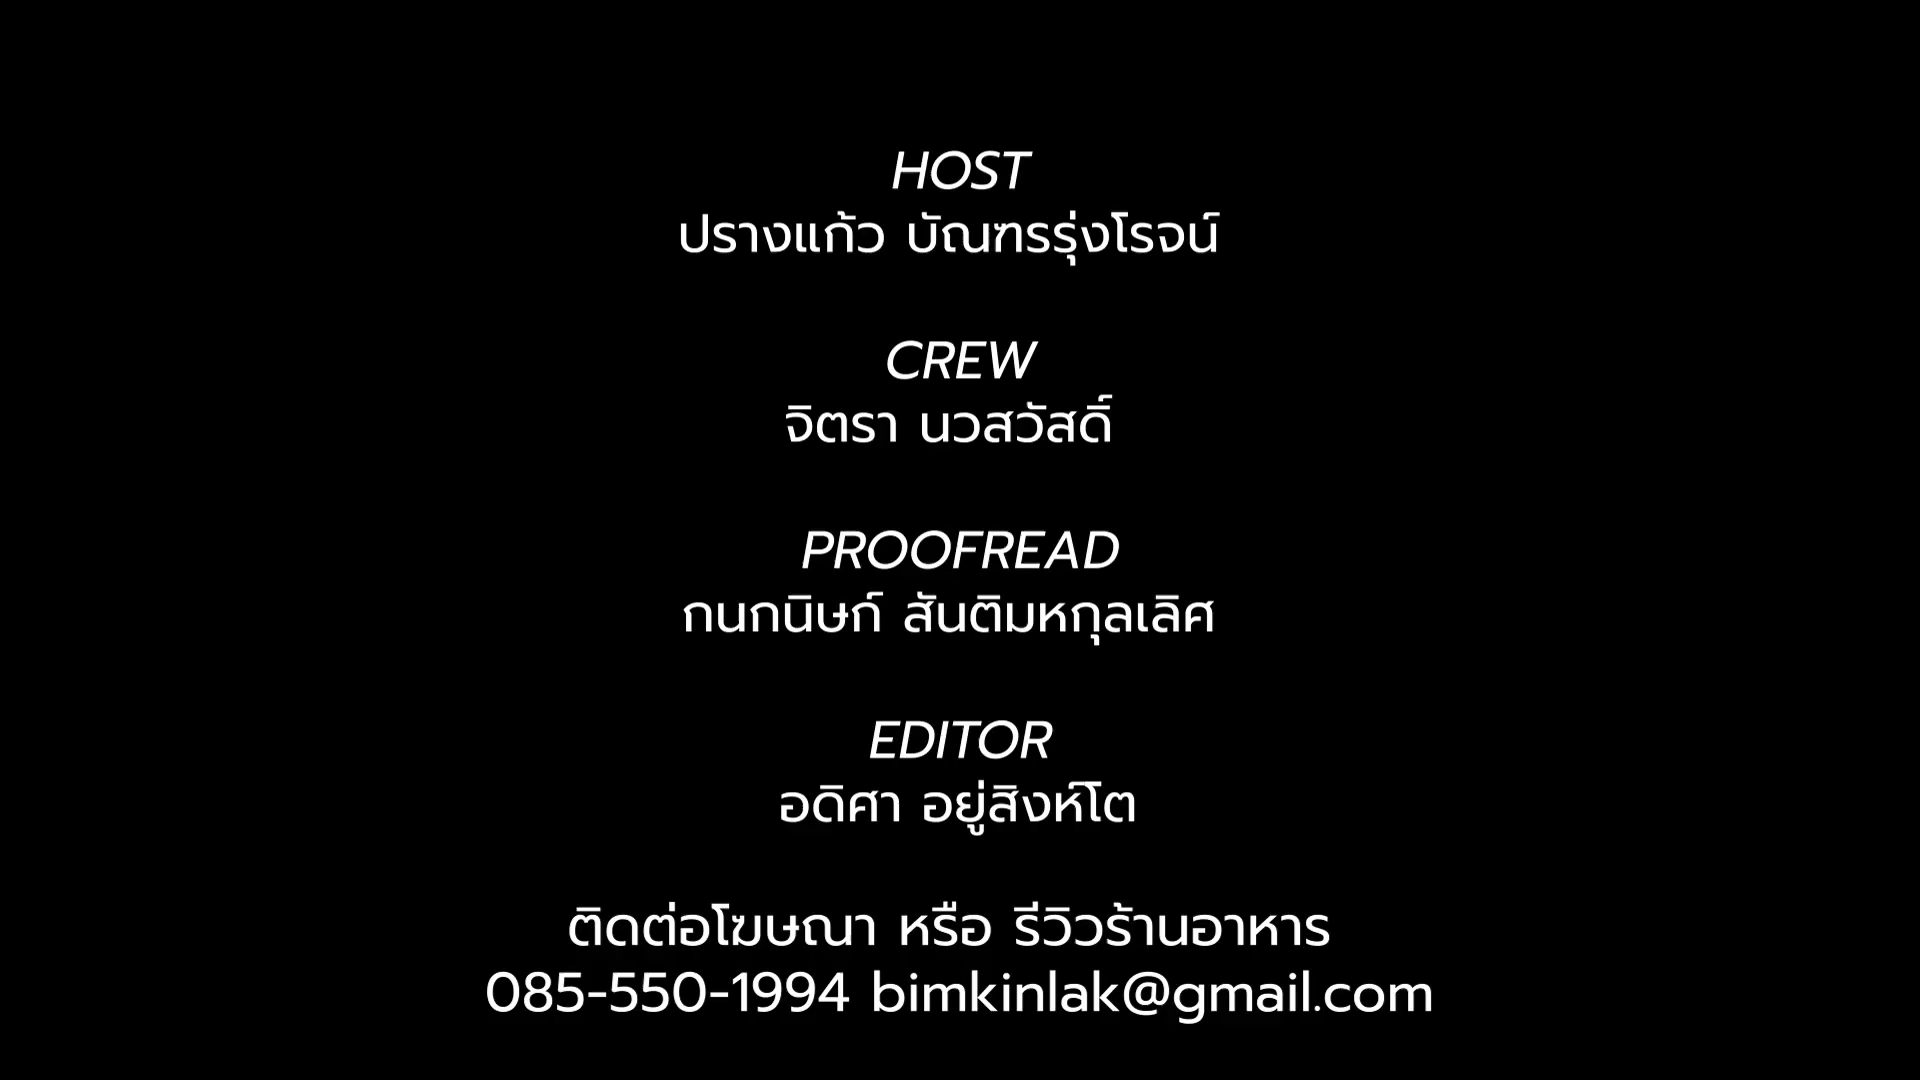 HOST
ปรางแก้ว บัณฑรรุ่งโรจน์
CREW
จิตรา นวสวัสดิ์
PROOFREAD
กนกนิษก์ สันติมหกุลเลิศ
EDITOR
อดิศา อยู่สิงห์โต
ติดต่อโฆษณา หรือ รีวิวร้านอาหาร
085-550-1994 bimkinlak@gmail.com